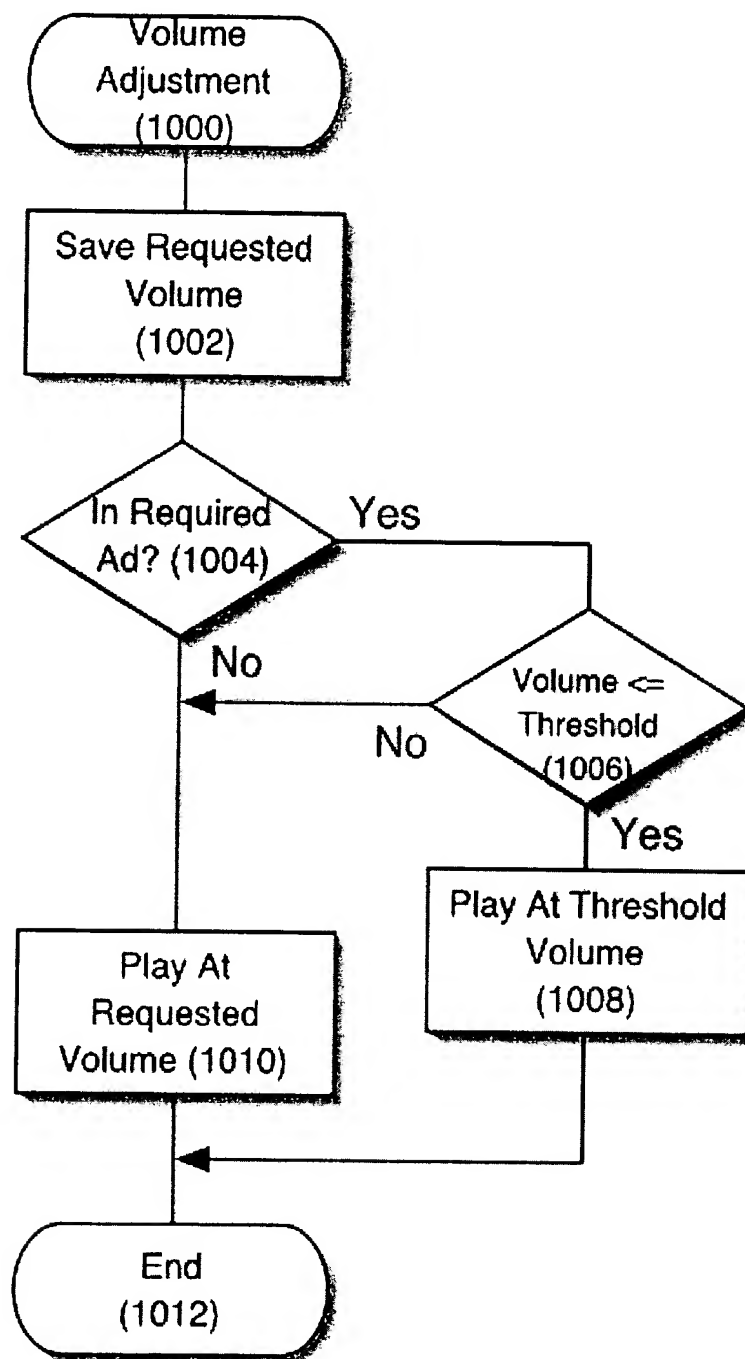 Volume
Adjustment
(1000)
Save Requested
Volume
(1002)
In Required
Ad? (1004)
Yes
No
Volume <=
Threshold
(1006)
No
Yes
Play At Threshold
Volume
(1008)
Play At
Requested
Volume (1010)
End
(1012)